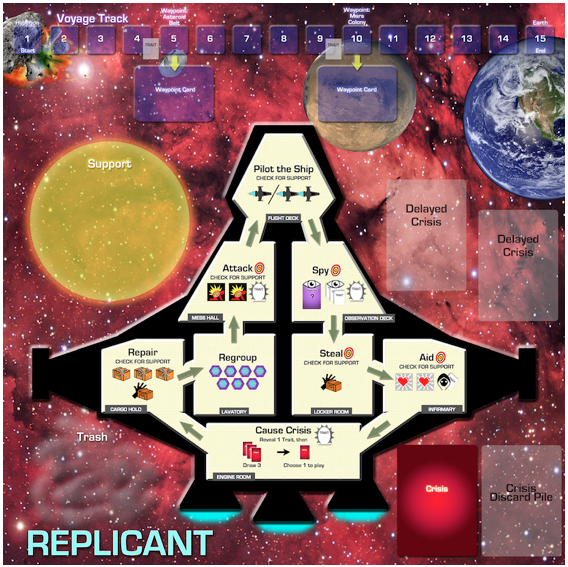 Voyage Track
Waypoint:
Asteroid
Belt
Waypoint:
Mars
Colony
Earth
1
2
3
4
5
6
7
8
9
10
11
12
13
14
15
Start
TRAIT
TRAIT
End
Waypoint Card
Waypoint Card
Support
Pilot the Ship
CHECK FOR SUPPORT
/
FLIGHT DECK
Delayed
Crisis
Delayed
Crisis
Attack
CHECK FOR SUPPORT
TRAIT
MESS HALL
Spy
?
TRAIT
OBSERVATION DECK
Repair
CHECK FOR SUPPORT
CARGO HOLD
Regroup
LAVATORY
Steal
CHECK FOR SUPPORT
LOCKER ROOM
Aid
CHECK FOR SUPPORT
INFIRMARY
Cause Crisis
TRAIT
Reveal 1 Trait, then
Draw 3
Choose 1 to play
ENGINE ROOM
Trash
Crisis
Crisis
Discard Pile
REPLICANT